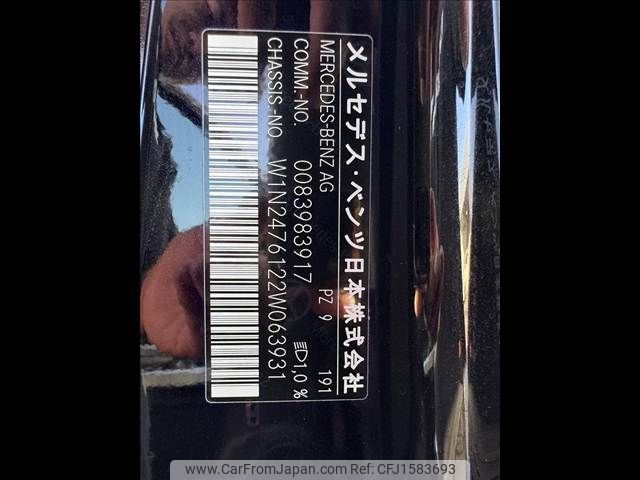 メルセデス・ベンツ日本株式会社
MERCEDES-BENZ AG 191
COMM.-NO. 0083983917 PZ 9 1,0 %
CHASSIS.-NO. W1N2476122W063931
www.CarFromJapan.com REF No: CFJ1583693